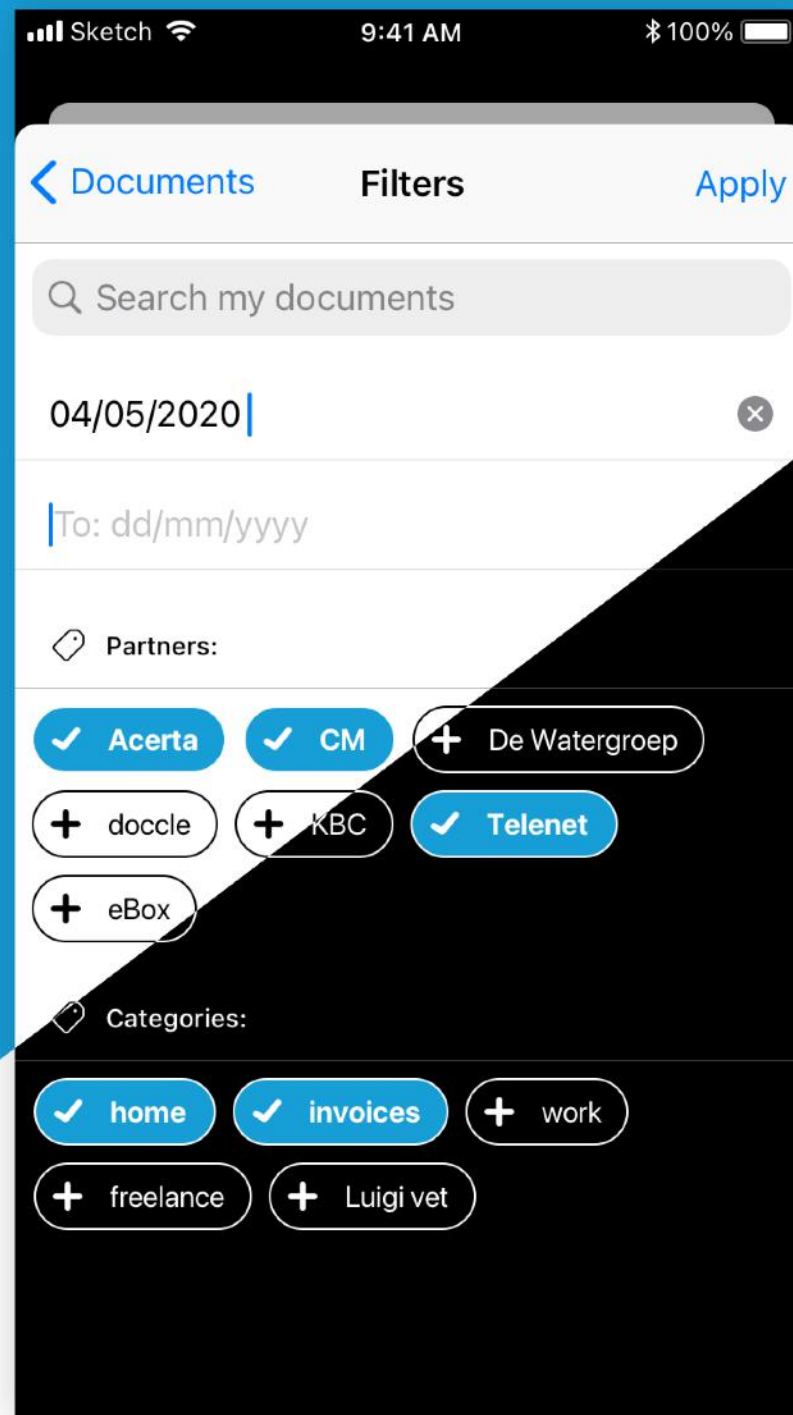 Sketch 9:41 AM 100%
Documents Filters Apply
Search my documents
04/05/2020
To: dd/mm/yyyy
Partners:
Acerta CM De Watergroep
doccle KBC Telenet
eBox
Categories:
home invoices work
freelance Luigi vet